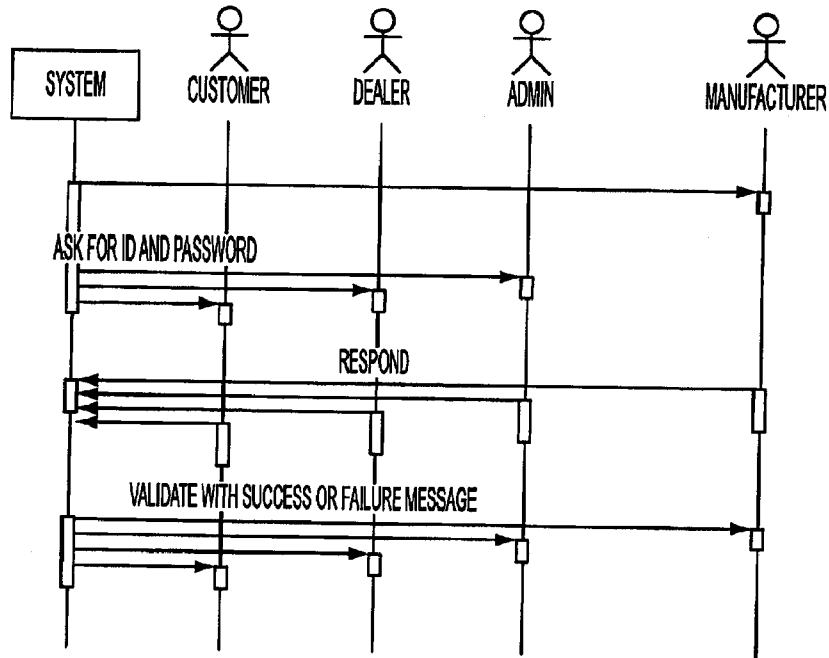 SYSTEM
CUSTOMER
DEALER
ADMIN
MANUFACTURER
ASK FOR ID AND PASSWORD
RESPOND
VALIDATE WITH SUCCESS OR FAILURE MESSAGE